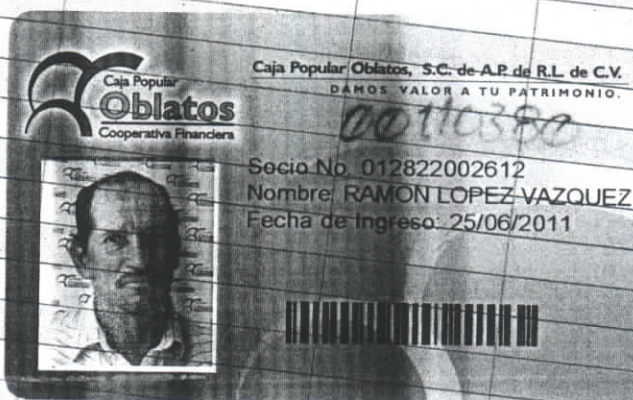 Caja Popular
Oblatos
Cooperativa Financiera
Caja Popular Oblatos, S.C. de A.P. de R.L. de C.V.
DAMOS VALOR A TU PATRIMONIO.
Socio No. 012822002612
Nombre: RAMON LOPEZ VAZQUEZ
Fecha de Ingreso: 25/06/2011